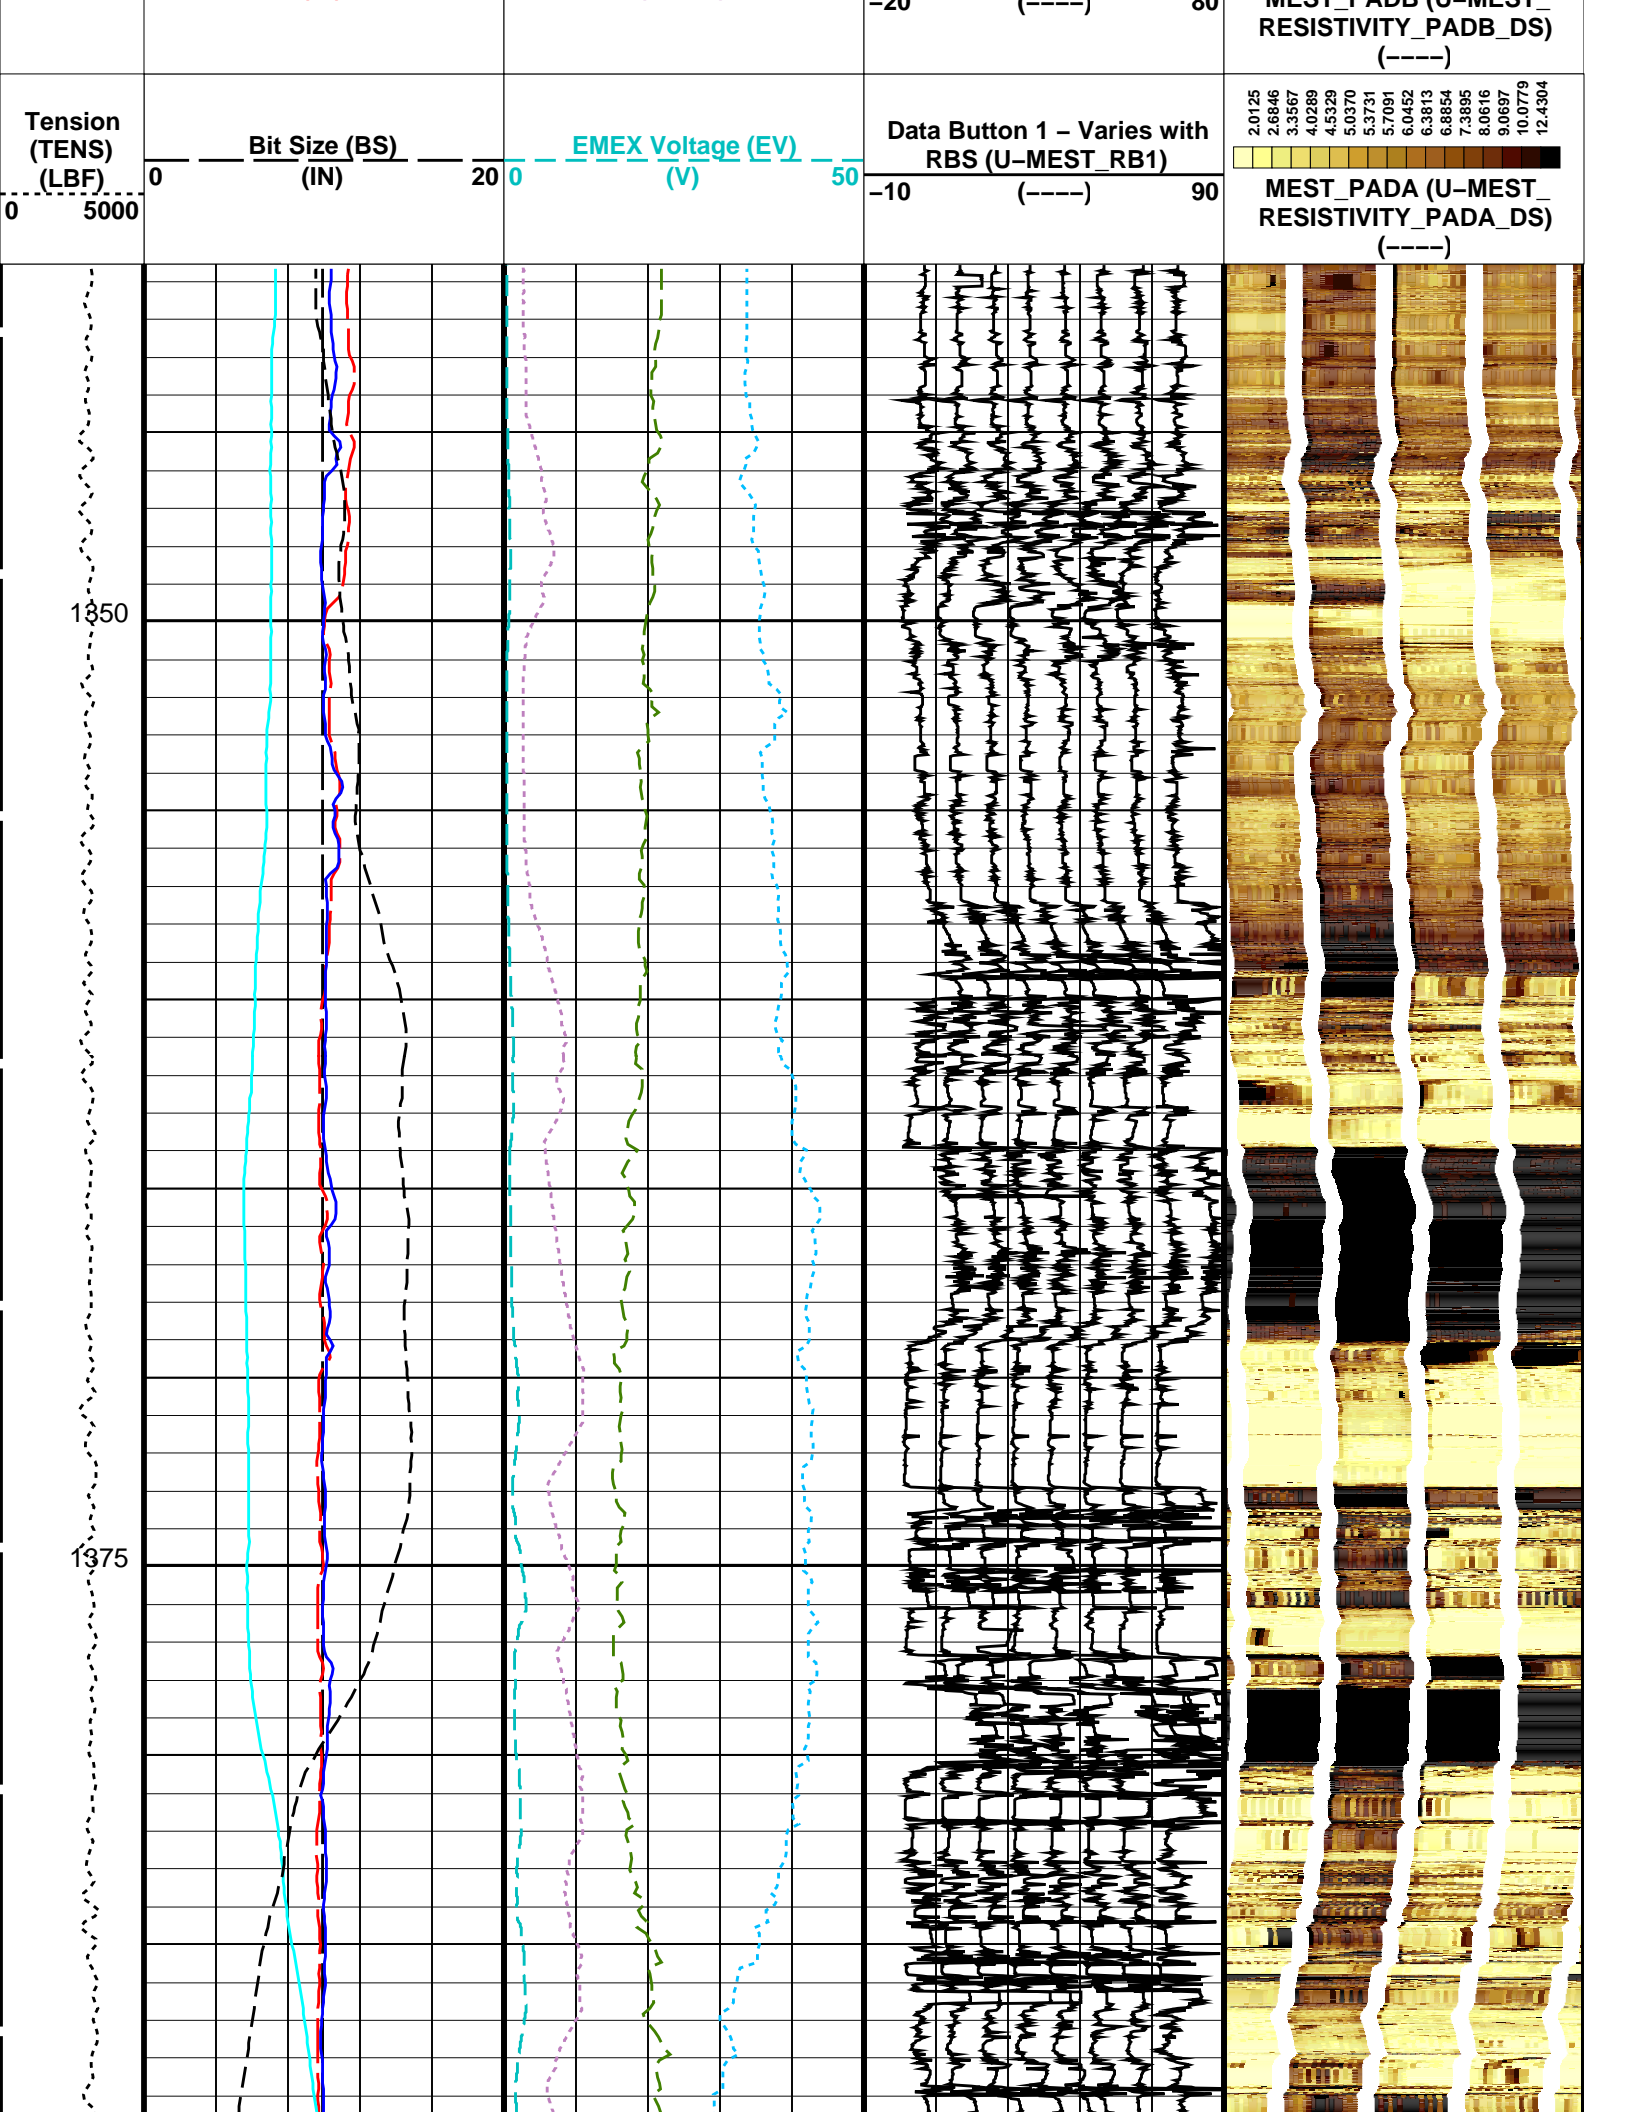 -20 (----) 80
MEST_PADB (U-MEST_
RESISTIVITY_PADB_DS)
(----)
Tension
(TENS)
(LBF)
0 5000
Bit Size (BS)
0 (IN) 20
EMEX Voltage (EV)
0 (V) 50
Data Button 1 – Varies with
RBS (U-MEST_RB1)
-10 (----) 90
2.0125
2.6846
3.3567
4.0289
4.5329
5.0370
5.3731
5.7091
6.0452
6.3813
6.8854
7.3895
8.0616
9.0697
10.0779
12.4304
MEST_PADA (U-MEST_
RESISTIVITY_PADA_DS)
(----)
1350
1375